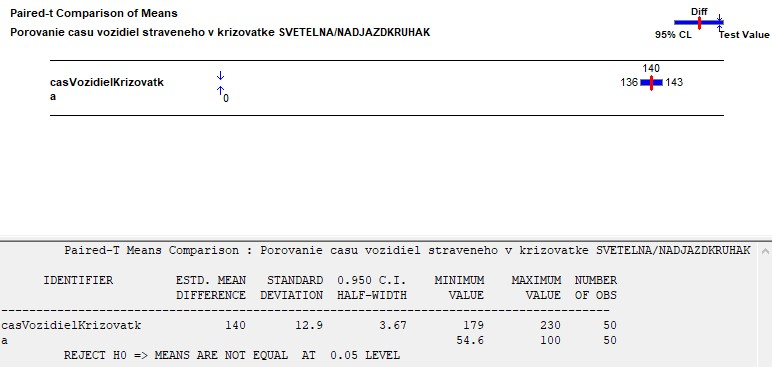 Paired-t Comparison of Means
Porovanie casu vozidiel straveneho v krizovatke SVETELNA/NADJAZDKRUHAK
Diff
95% CL Test Value
140
casVozidielKrizovatk 136 143
a 0
Paired-T Means Comparison : Porovanie casu vozidiel straveneho v krizovatke SVETELNA/NADJAZDKRUHAK
IDENTIFIER ESTD. MEAN STANDARD 0.950 C.I. MINIMUM MAXIMUM NUMBER
DIFFERENCE DEVIATION HALF-WIDTH VALUE VALUE OF OBS
casVozidielKrizovatk 140 12.9 3.67 179 230 50
a 54.6 100 50
REJECT H0 => MEANS ARE NOT EQUAL AT 0.05 LEVEL